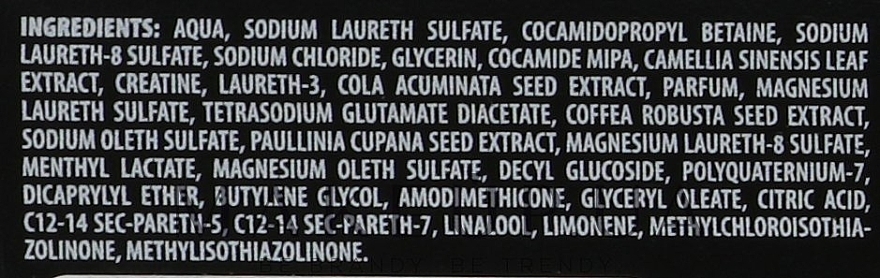 INGREDIENTS: AQUA, SODIUM LAURETH SULFATE, COCAMIDOPROPYL BETAINE, SODIUM
LAURETH-8 SULFATE, SODIUM CHLORIDE, GLYCERIN, COCAMIDE MIPA, CAMELLIA SINENSIS LEAF
EXTRACT, CREATINE, LAURETH-3, COLA ACUMINATA SEED EXTRACT, PARFUM, MAGNESIUM
LAURETH SULFATE, TETRASODIUM GLUTAMATE DIACETATE, COFFEA ROBUSTA SEED EXTRACT,
SODIUM OLETH SULFATE, PAULLINIA CUPANA SEED EXTRACT, MAGNESIUM LAURETH-8 SULFATE,
MENTHYL LACTATE, MAGNESIUM OLETH SULFATE, DECYL GLUCOSIDE, POLYQUATERNIUM-7,
DICAPRYLYL ETHER, BUTYLENE GLYCOL, AMODIMETHICONE, GLYCERYL OLEATE, CITRIC ACID,
C12-14 SEC-PARETH-5, C12-14 SEC-PARETH-7, LINALOOL, LIMONENE, METHYLCHLOROISOTHIA-
ZOLINONE, METHYLISOTHIAZOLINONE.
BE TRENDY